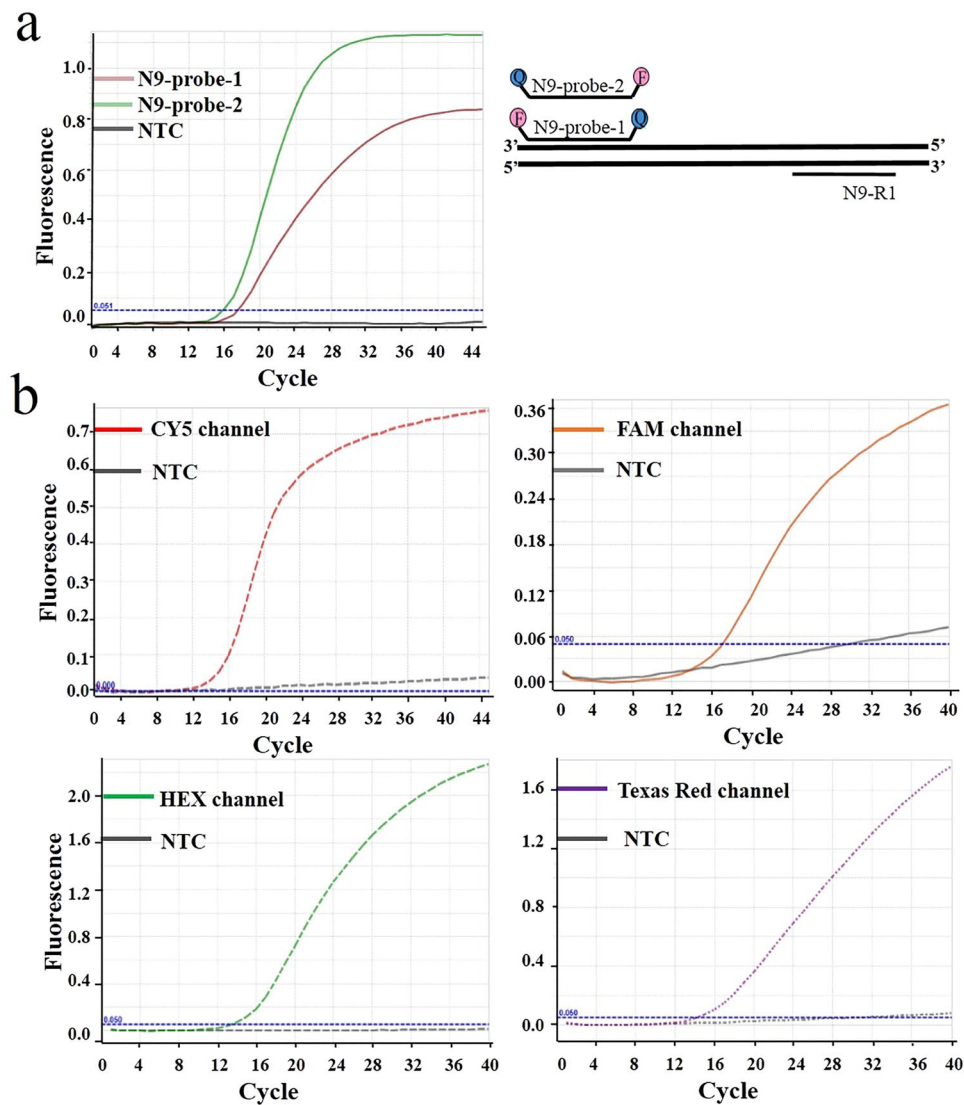 a
1.0
0.8
0.6
0.4
0.2
0.0
Fluorescence
N9-probe-1
N9-probe-2
NTC
0.051
0 4 8 12 16 20 24 28 32 36 40 44
Cycle
Q N9-probe-2 F
F N9-probe-1 Q
3’ 5’
5’ 3’
N9-R1
b
0.7
0.6
0.5
0.4
0.3
0.2
0.1
0.0
Fluorescence
CY5 channel
NTC
0.000
0 4 8 12 16 20 24 28 32 36 40 44
Cycle
0.36
0.30
0.24
0.18
0.12
0.06
0.00
FAM channel
NTC
0.050
0 4 8 12 16 20 24 28 32 36 40
Cycle
2.0
1.6
1.2
0.8
0.4
0.0
Fluorescence
HEX channel
NTC
0.050
0 4 8 12 16 20 24 28 32 36 40
Cycle
1.6
1.2
0.8
0.4
0.0
Texas Red channel
NTC
0.050
0 4 8 12 16 20 24 28 32 36 40
Cycle